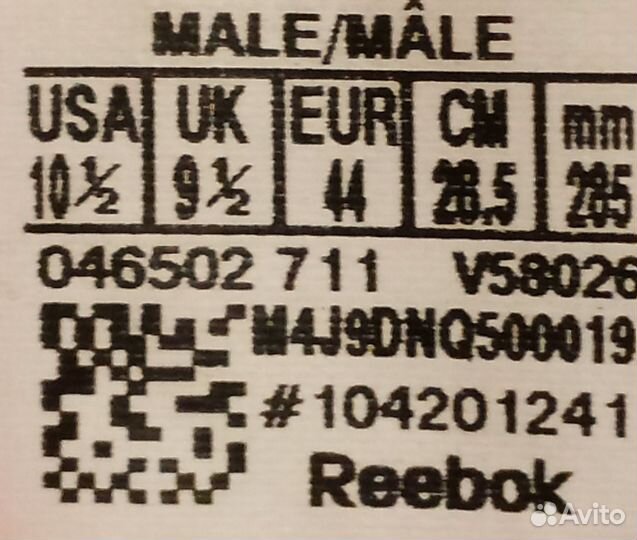 MALE/MÂLE
USA UK EUR CM mm
10½ 9½ 44 28.5 285
046502 711 V58026
M4J9DNQ500019
#104201241
Reebok
Avito